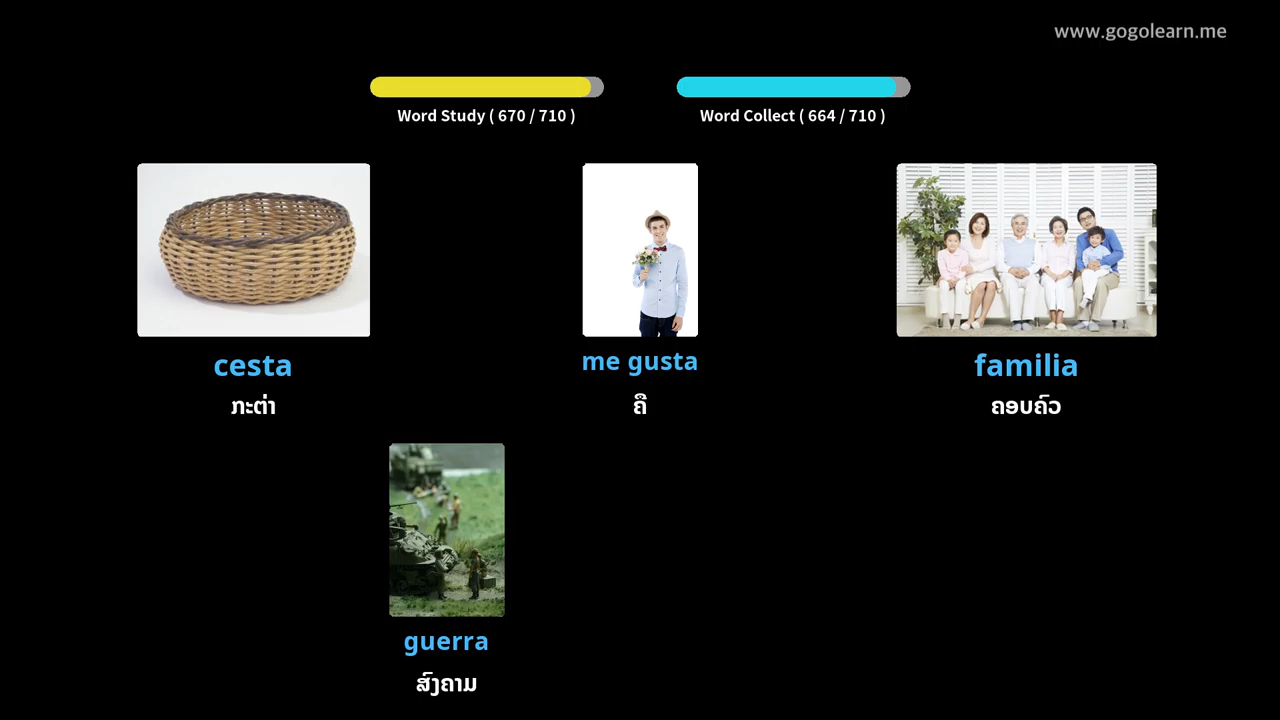 www.gogolearn.me
Word Study ( 670 / 710 )
Word Collect ( 664 / 710 )
cesta
ກະຕ່າ
me gusta
ຄື
familia
ຄອບຄົວ
guerra
ສົງຄາມ